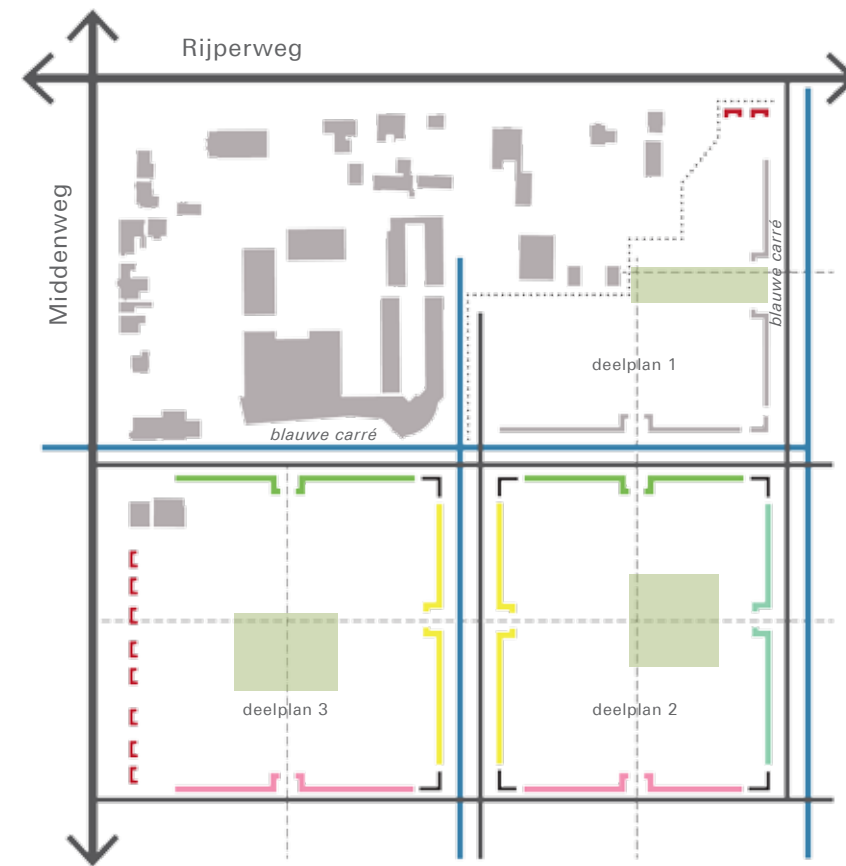 Rijperweg
Middenweg
blauwe carré
deelplan 1
blauwe carré
deelplan 3
deelplan 2